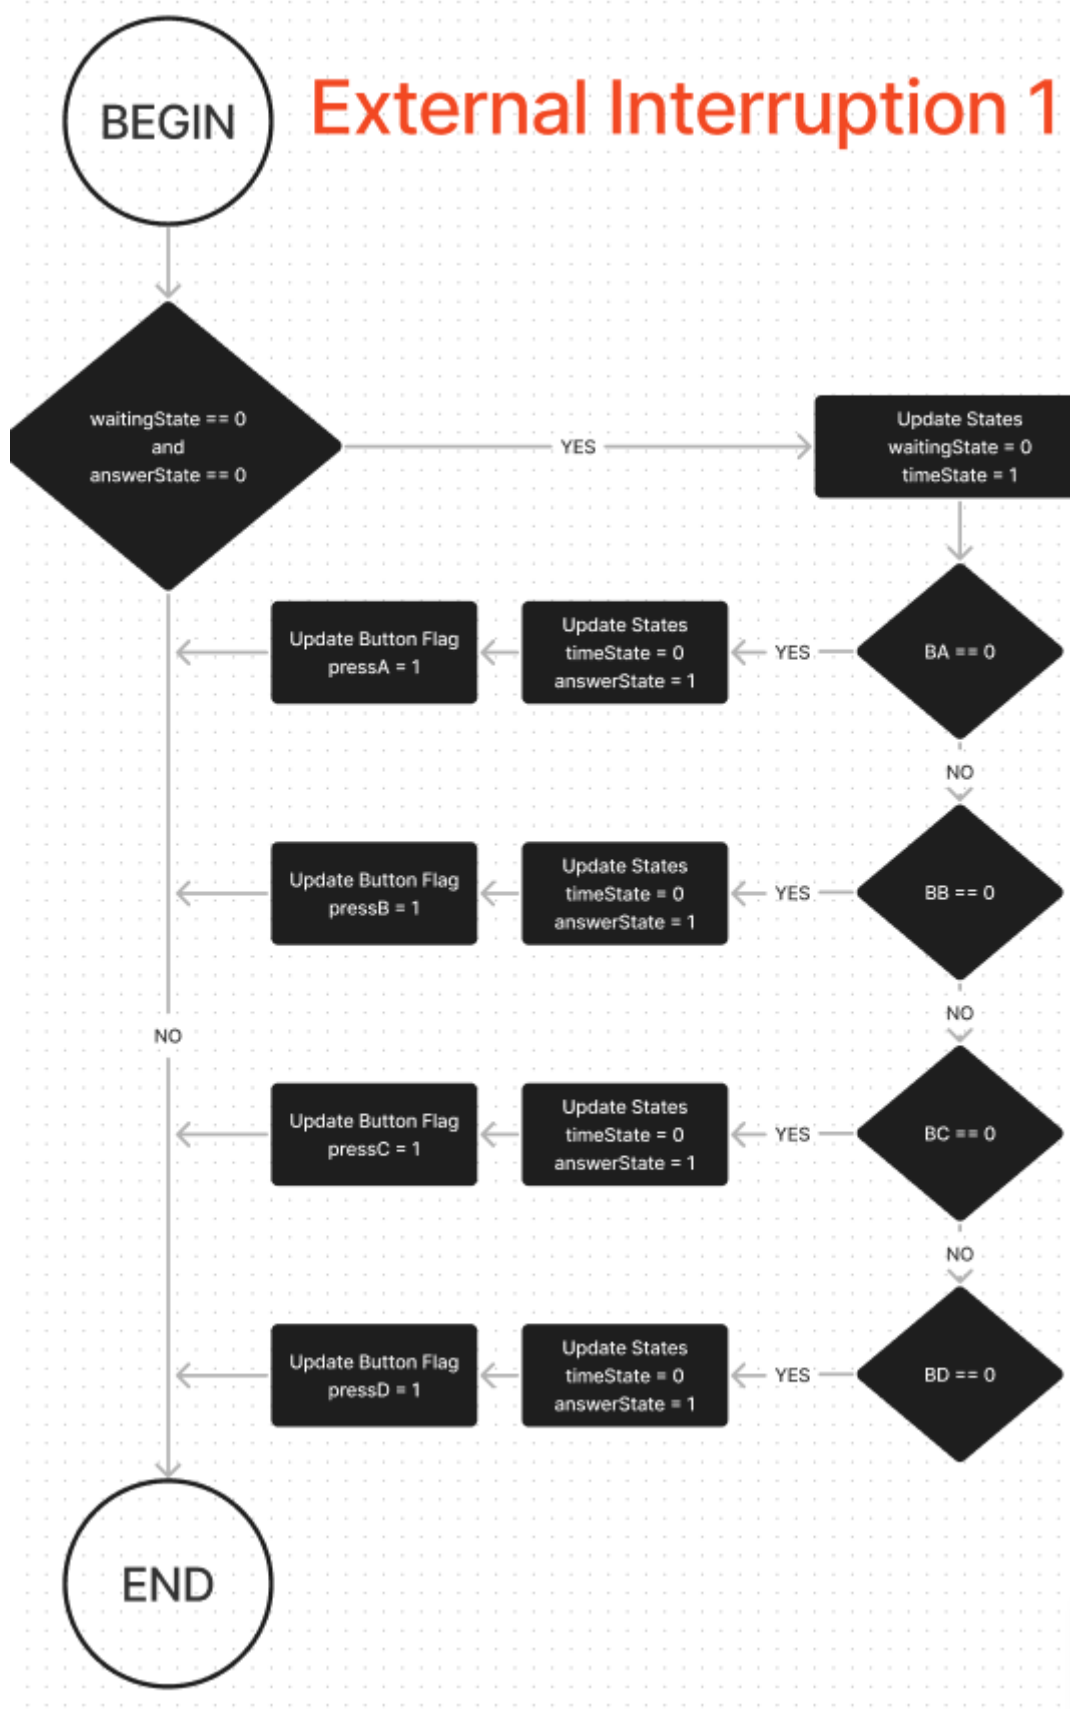 BEGIN
External Interruption 1
waitingState == 0
and
answerState == 0
YES
Update States
waitingState = 0
timeState = 1
Update Button Flag
pressA = 1
Update States
timeState = 0
answerState = 1
YES
BA == 0
NO
Update Button Flag
pressB = 1
Update States
timeState = 0
answerState = 1
YES
BB == 0
NO
NO
Update Button Flag
pressC = 1
Update States
timeState = 0
answerState = 1
YES
BC == 0
NO
Update Button Flag
pressD = 1
Update States
timeState = 0
answerState = 1
YES
BD == 0
END